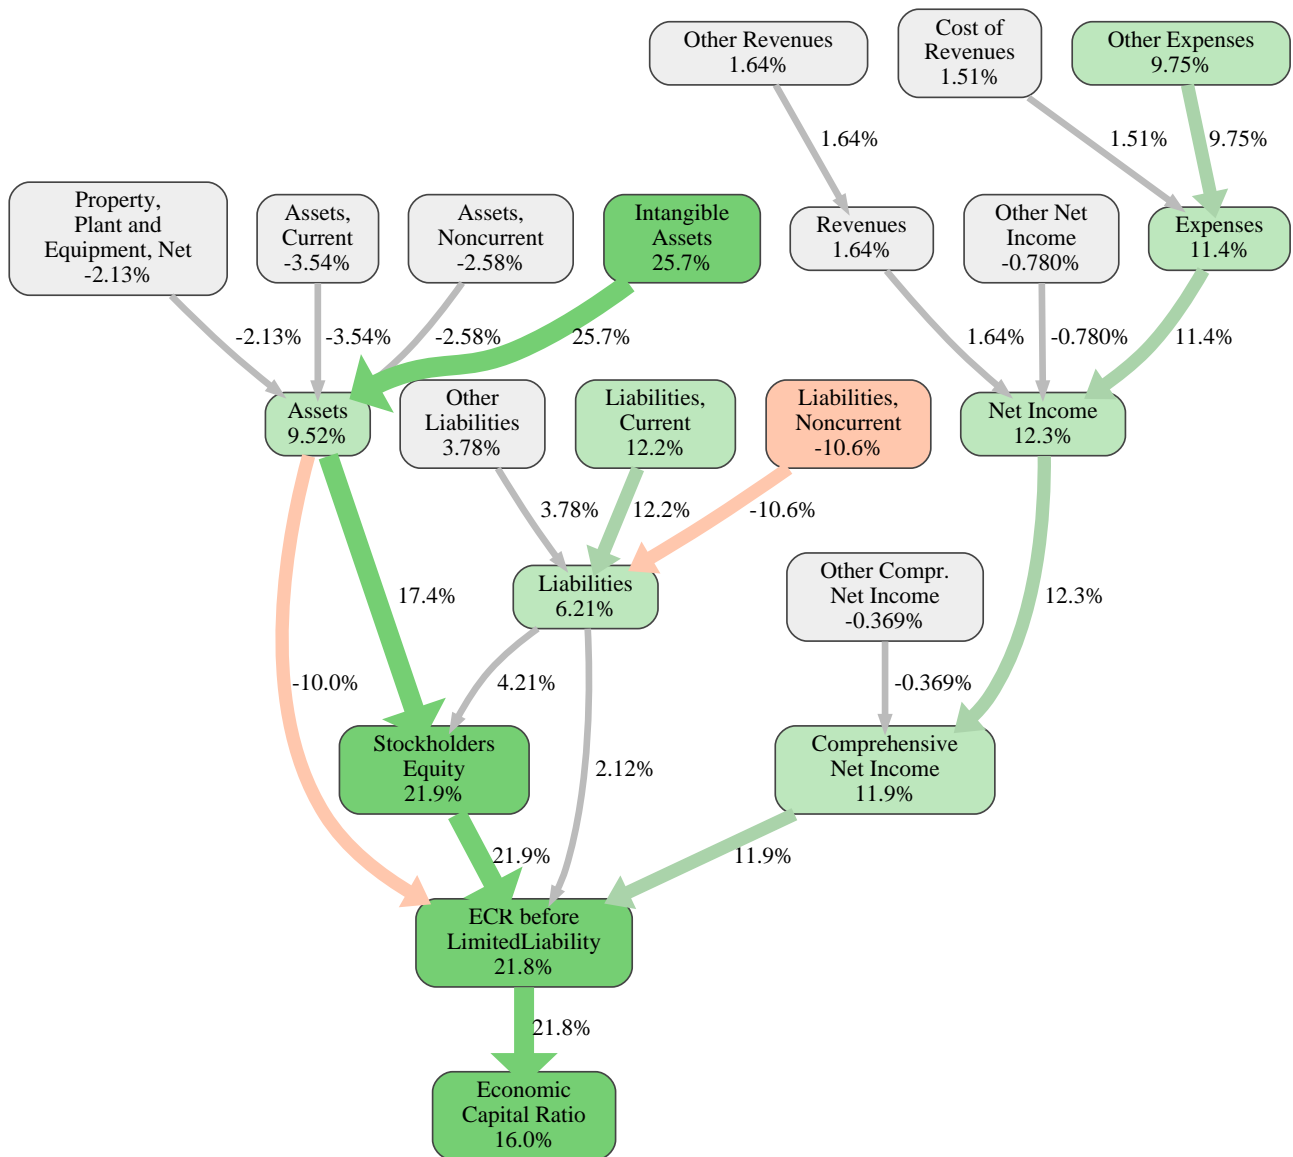 Other Revenues
1.64%
Cost of
Revenues
1.51%
Other Expenses
9.75%
1.64%
1.51%
9.75%
Property,
Plant and
Equipment, Net
-2.13%
Assets,
Current
-3.54%
Assets,
Noncurrent
-2.58%
Intangible
Assets
25.7%
Revenues
1.64%
Other Net
Income
-0.780%
Expenses
11.4%
-2.13%
-3.54%
-2.58%
25.7%
1.64%
-0.780%
11.4%
Assets
9.52%
Other
Liabilities
3.78%
Liabilities,
Current
12.2%
Liabilities,
Noncurrent
-10.6%
Net Income
12.3%
3.78%
12.2%
-10.6%
Liabilities
6.21%
Other Compr.
Net Income
-0.369%
17.4%
12.3%
-10.0%
4.21%
-0.369%
Stockholders
Equity
21.9%
2.12%
Comprehensive
Net Income
11.9%
21.9%
11.9%
ECR before
LimitedLiability
21.8%
21.8%
Economic
Capital Ratio
16.0%